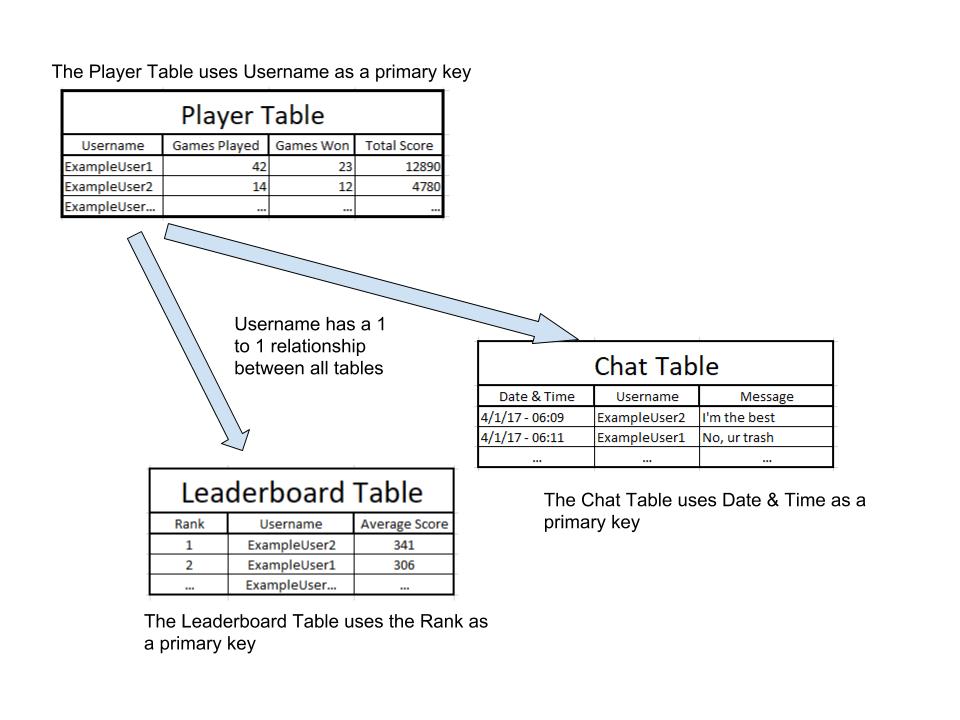 The Player Table uses Username as a primary key
Player Table
Username Games Played Games Won Total Score
ExampleUser1 42 23 12890
ExampleUser2 14 12 4780
ExampleUser... ... ... ...
Username has a 1
to 1 relationship
between all tables
Chat Table
Date & Time Username Message
4/1/17 - 06:09 ExampleUser2 I'm the best
4/1/17 - 06:11 ExampleUser1 No, ur trash
... ... ...
The Chat Table uses Date & Time as a
primary key
Leaderboard Table
Rank Username Average Score
1 ExampleUser2 341
2 ExampleUser1 306
... ExampleUser... ...
The Leaderboard Table uses the Rank as
a primary key